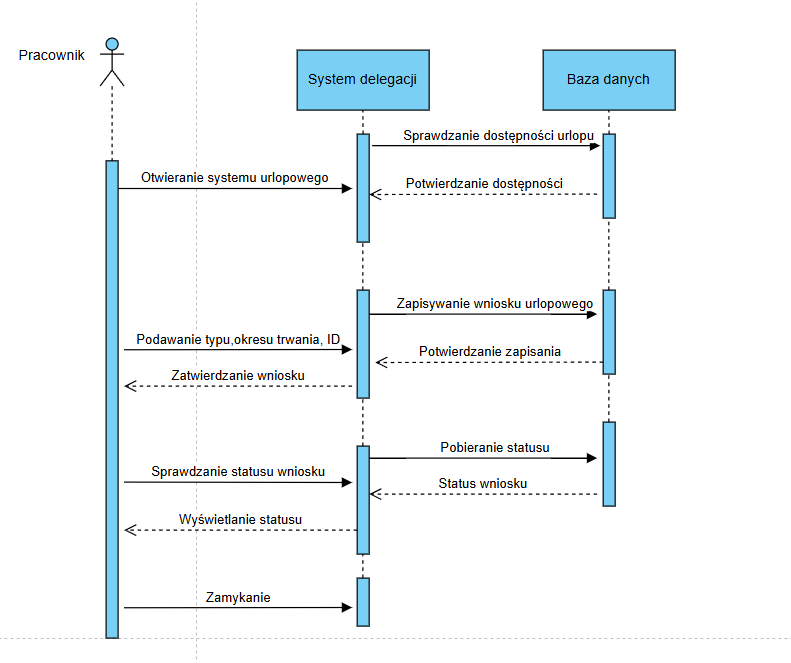 Pracownik
System delegacji
Baza danych
Sprawdzanie dostępności urlopu
Otwieranie systemu urlopowego
Potwierdzanie dostępności
Zapisywanie wniosku urlopowego
Podawanie typu,okresu trwania, ID
Potwierdzanie zapisania
Zatwierdzanie wniosku
Pobieranie statusu
Sprawdzanie statusu wniosku
Status wniosku
Wyświetlanie statusu
Zamykanie